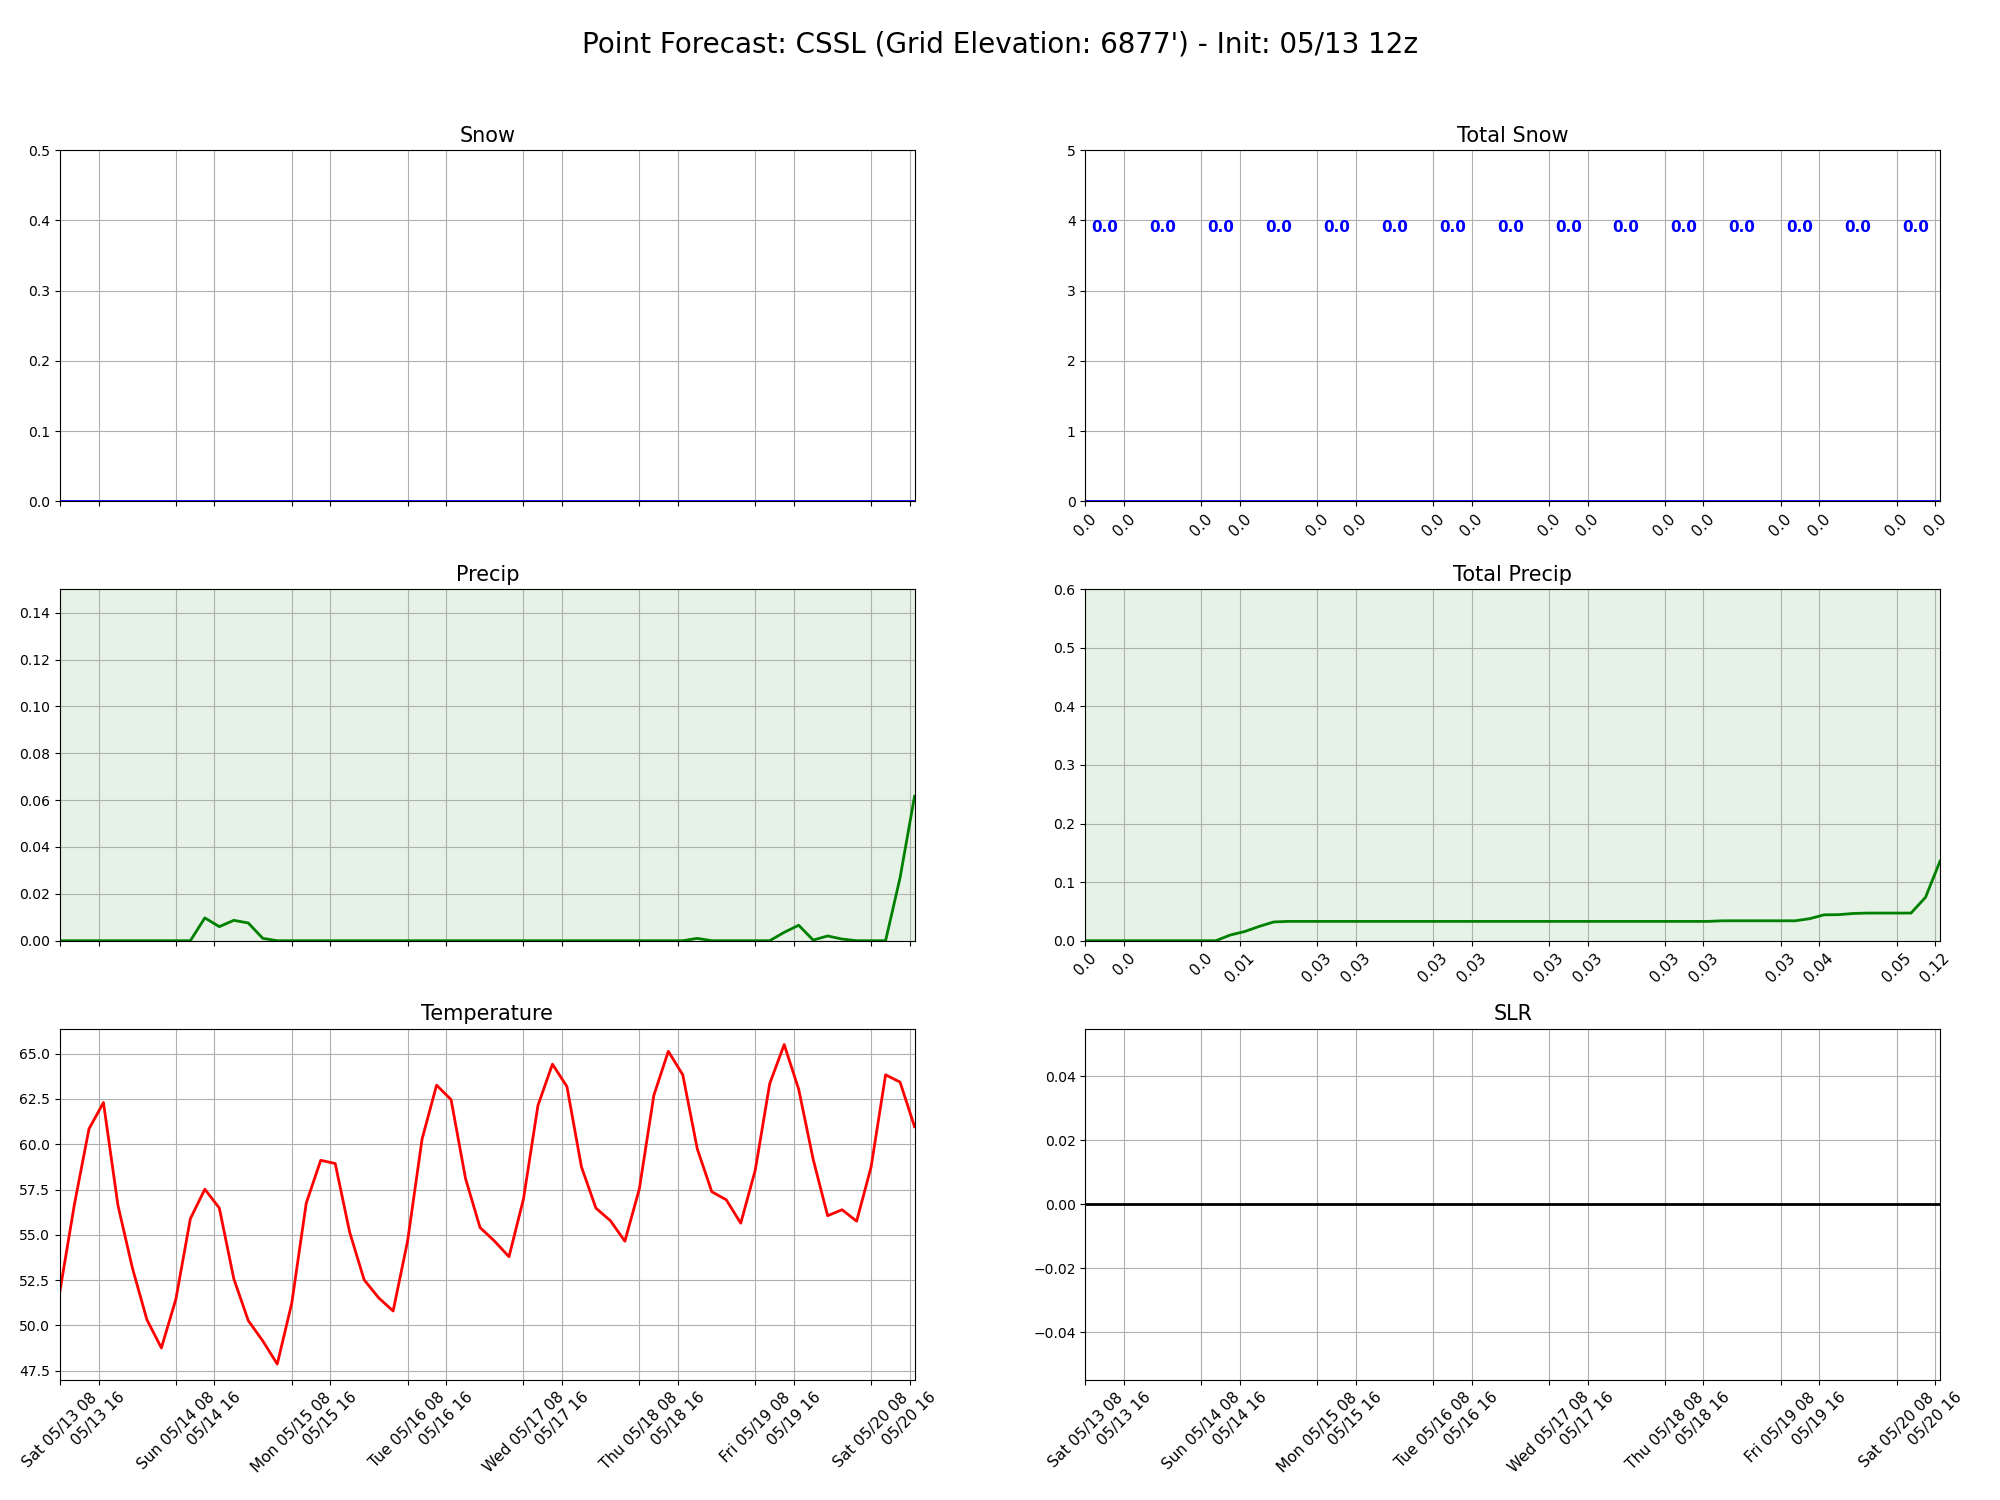 Point Forecast: CSSL (Grid Elevation: 6877') - Init: 05/13 12z
Snow
0.5
0.4
0.3
0.2
0.1
0.0
Total Snow
5
4
3
2
1
0
0.0 0.0 0.0 0.0 0.0 0.0 0.0 0.0 0.0 0.0 0.0 0.0 0.0 0.0 0.0
0.0 0.0 0.0 0.0 0.0 0.0 0.0 0.0 0.0 0.0 0.0 0.0 0.0 0.0 0.0 0.0
Precip
0.14
0.12
0.10
0.08
0.06
0.04
0.02
0.00
Total Precip
0.6
0.5
0.4
0.3
0.2
0.1
0.0
0.0 0.0 0.0 0.01 0.03 0.03 0.03 0.03 0.03 0.03 0.03 0.03 0.03 0.04 0.05 0.12
Temperature
65.0
62.5
60.0
57.5
55.0
52.5
50.0
47.5
Sat 05/13 08
05/13 16
Sun 05/14 08
05/14 16
Mon 05/15 08
05/15 16
Tue 05/16 08
05/16 16
Wed 05/17 08
05/17 16
Thu 05/18 08
05/18 16
Fri 05/19 08
05/19 16
Sat 05/20 08
05/20 16
SLR
0.04
0.02
0.00
−0.02
−0.04
Sat 05/13 08
05/13 16
Sun 05/14 08
05/14 16
Mon 05/15 08
05/15 16
Tue 05/16 08
05/16 16
Wed 05/17 08
05/17 16
Thu 05/18 08
05/18 16
Fri 05/19 08
05/19 16
Sat 05/20 08
05/20 16